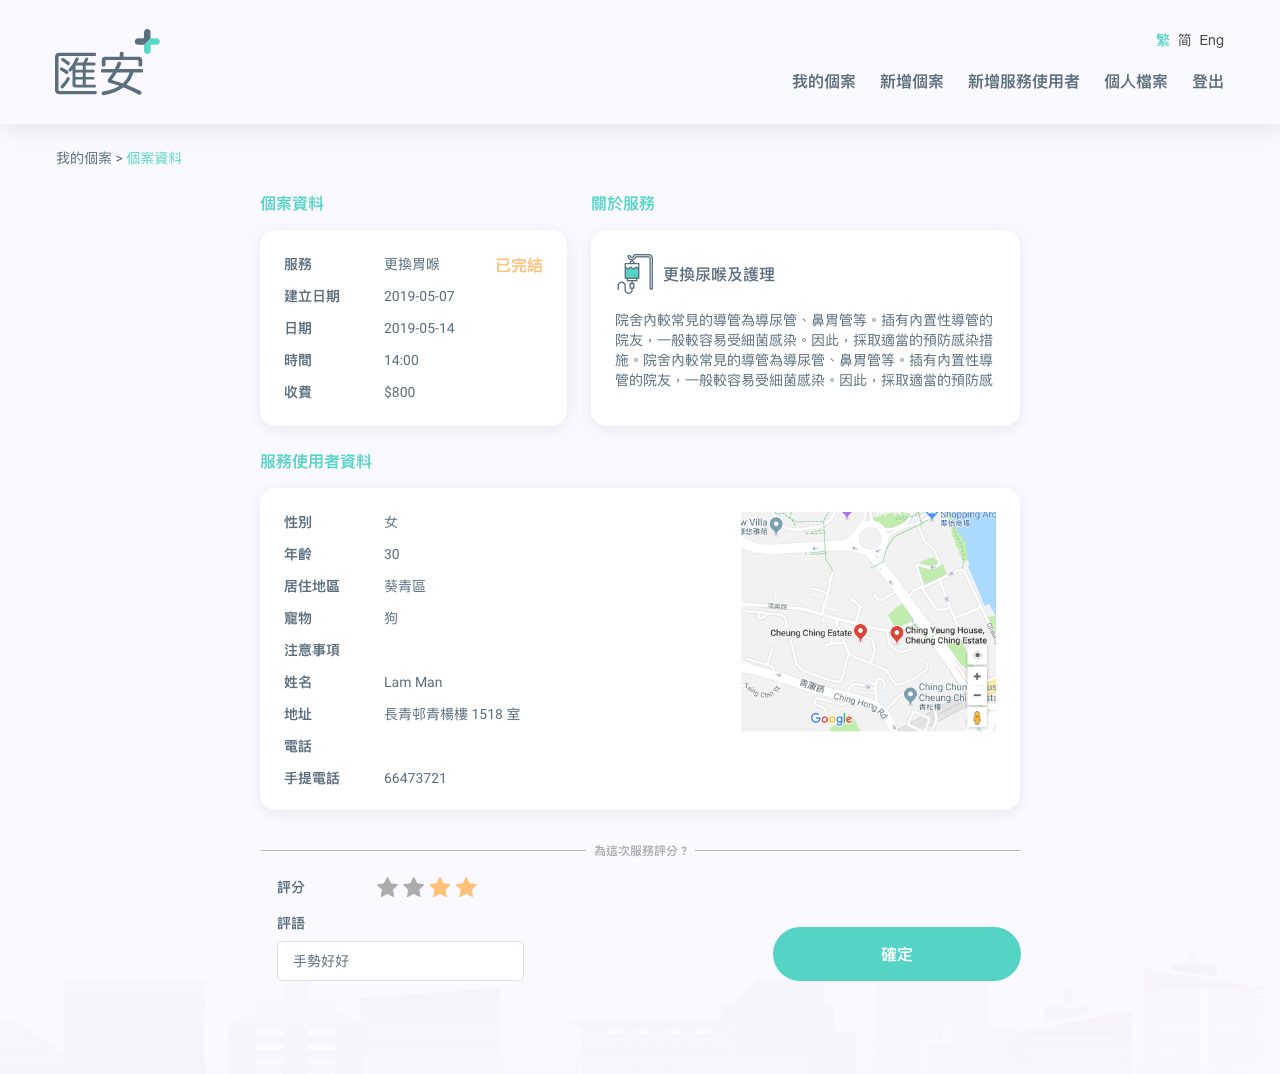 匯安
繁 简 Eng
我的個案 新增個案 新增服務使用者 個人檔案 登出
我的個案 > 個案資料
個案資料
服務 更換胃喉 已完結
建立日期 2019-05-07
日期 2019-05-14
時間 14:00
收費 $800
關於服務
更換尿喉及護理
院舍內較常見的導管為導尿管、鼻胃管等。插有內置性導管的
院友，一般較容易受細菌感染。因此，採取適當的預防感染措
施。院舍內較常見的導管為導尿管、鼻胃管等。插有內置性導
管的院友，一般較容易受細菌感染。因此，採取適當的預防感
服務使用者資料
性別 女
年齡 30
居住地區 葵青區
寵物 狗
注意事項
姓名 Lam Man
地址 長青邨青楊樓 1518 室
電話
手提電話 66473721
w Villa
雅苑
Shopping Arc
Cheung Ching Estate
Ching Yeung House,
Cheung Ching Estate
青康路
Tsing Chin St
Ching Hong Rd
Ching Chun
Cheung Ching Esta
青松樓
Google
為這次服務評分？
評分
評語
手勢好好
確定